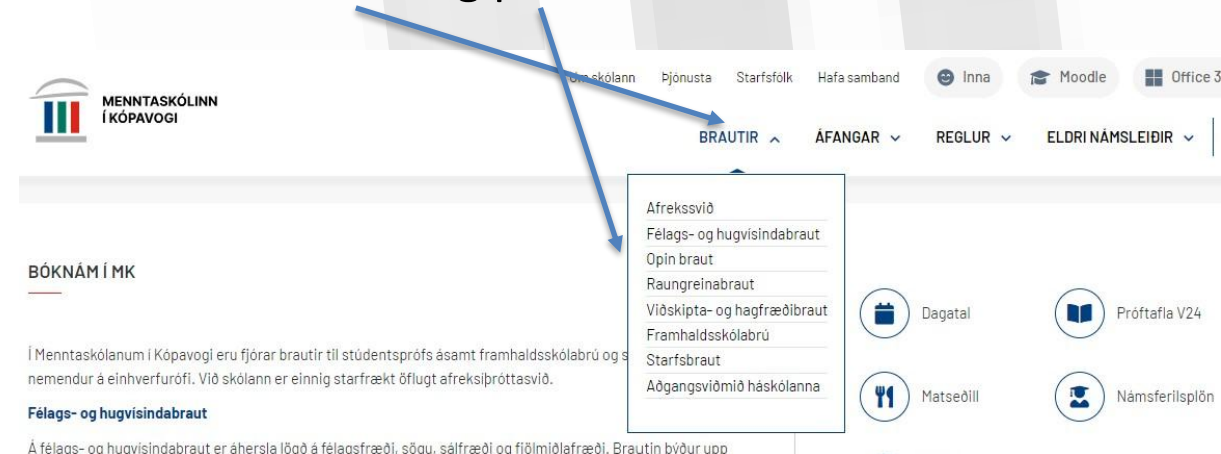 Um skólann Þjónusta Starfsfólk Hafa samband Inna Moodle Office 3
MENNTASKÓLINN
Í KÓPAVOGI
BRAUTIR ÁFANGAR REGLUR ELDRI NÁMSLEIÐIR
Afrekssvið
Félags- og hugvísindabraut
Opin braut
Raungreinabraut
Viðskipta- og hagfræðibraut
Framhaldsskólabrú
Starfsbraut
Aðgangsviðmið háskólanna
BÓKNÁM Í MK
Í Menntaskólanum í Kópavogi eru fjórar brautir til stúdentsprófs ásamt framhaldsskólabrú og s
nemendur á einhverfurófi. Við skólann er einnig starfrækt öflugt afreksíþróttasvið.
Félags- og hugvísindabraut
Á félags- og hugvísindabraut er áhersla lögð á félagsfræði, sögu, sálfræði og fjölmiðlafræði. Brautin býður upp
Dagatal
Próftafla V24
Matseðill
Námsferilsplön